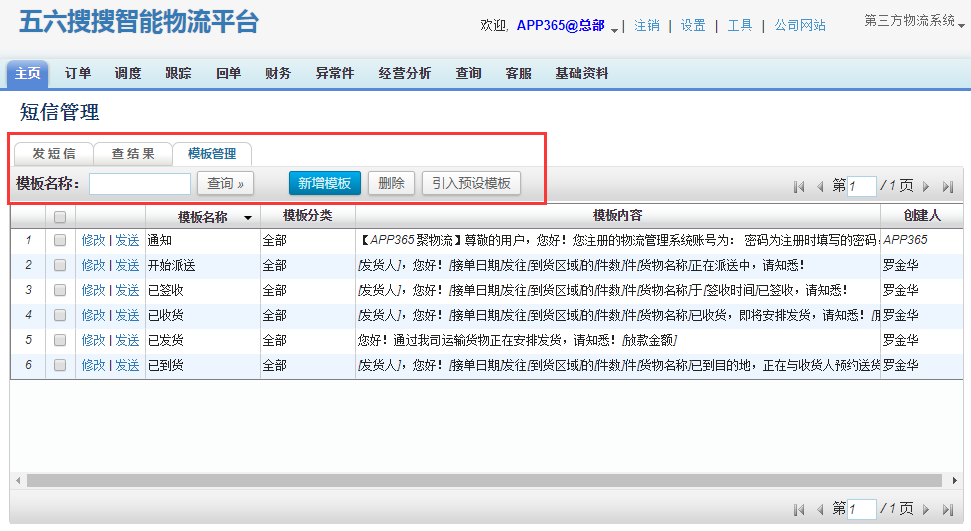 五六搜搜智能物流平台
欢迎, APP365@总部 | 注销 | 设置 | 工具 | 公司网站 第三方物流系统
主页 订单 调度 跟踪 回单 财务 异常件 经营分析 查询 客服 基础资料
短信管理
发短信 查结果 模板管理
模板名称: 查询 » 新增模板 删除 引入预设模板 第 1 / 1 页
模板名称 模板分类 模板内容 创建人
1 修改 | 发送 通知 全部 【APP365聚物流】尊敬的用户，您好！您注册的物流管理系统账号为： 密码为注册时填写的密码， APP365
2 修改 | 发送 开始派送 全部 [发货人]，您好！[接单日期]发往[到货区域]的[件数]件[货物名称]正在派送中，请知悉！ 罗金华
3 修改 | 发送 已签收 全部 [发货人]，您好！[接单日期]发往[到货区域]的[件数]件[货物名称]于[签收时间]已签收，请知悉！ 罗金华
4 修改 | 发送 已收货 全部 [发货人]，您好！[接单日期]发往[到货区域]的[件数]件[货物名称]已收货，即将安排发货，请知悉！ 罗金华
5 修改 | 发送 已发货 全部 您好！通过我司运输货物正在安排发货，请知悉！[放款金额] 罗金华
6 修改 | 发送 已到货 全部 [发货人]，您好！[接单日期]发往[到货区域]的[件数]件[货物名称]已到目的地，正在与收货人预约送货 罗金华
第 1 / 1 页